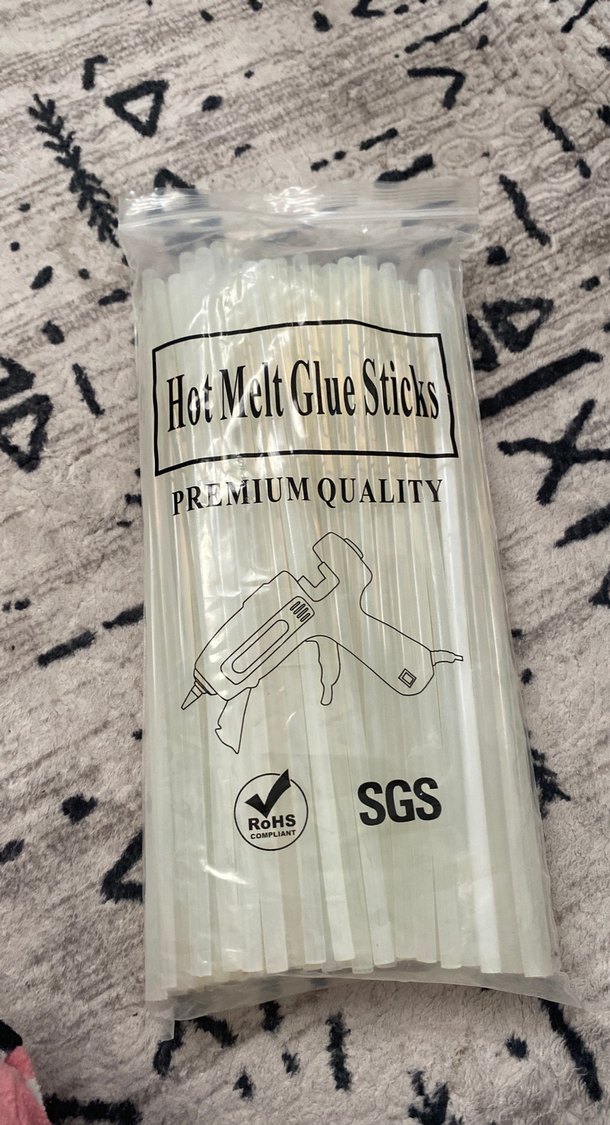 Hot Melt Glue Sticks
PREMIUM QUALITY
RoHS
COMPLIANT
SGS